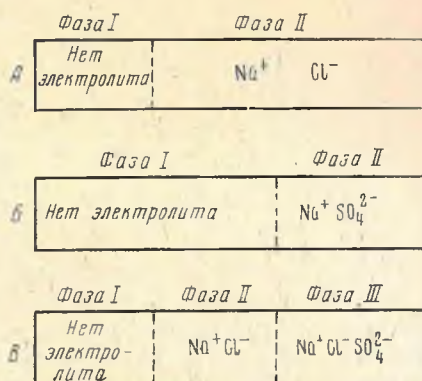 Фаза I Фаза II
А Нет электролита Na⁺ Cl⁻
Фаза I Фаза II
Б Нет электролита Na⁺ SO₄²⁻
Фаза I Фаза II Фаза III
В Нет электро-
лита Na⁺Cl⁻ Na⁺Cl⁻SO₄²⁻